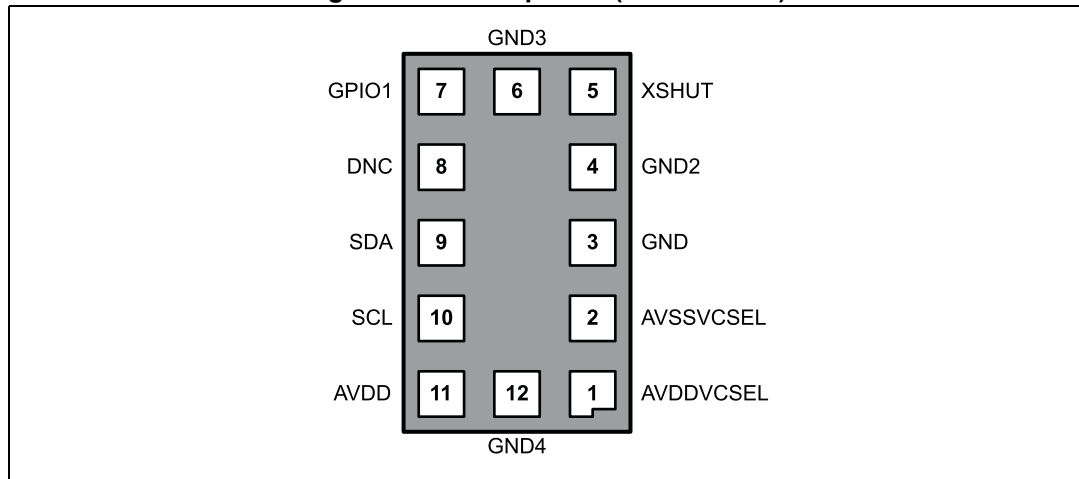 GND3
GPIO1 7 6 5 XSHUT
DNC 8 4 GND2
SDA 9 3 GND
SCL 10 2 AVSSVCSEL
AVDD 11 12 1 AVDDVCSEL
GND4